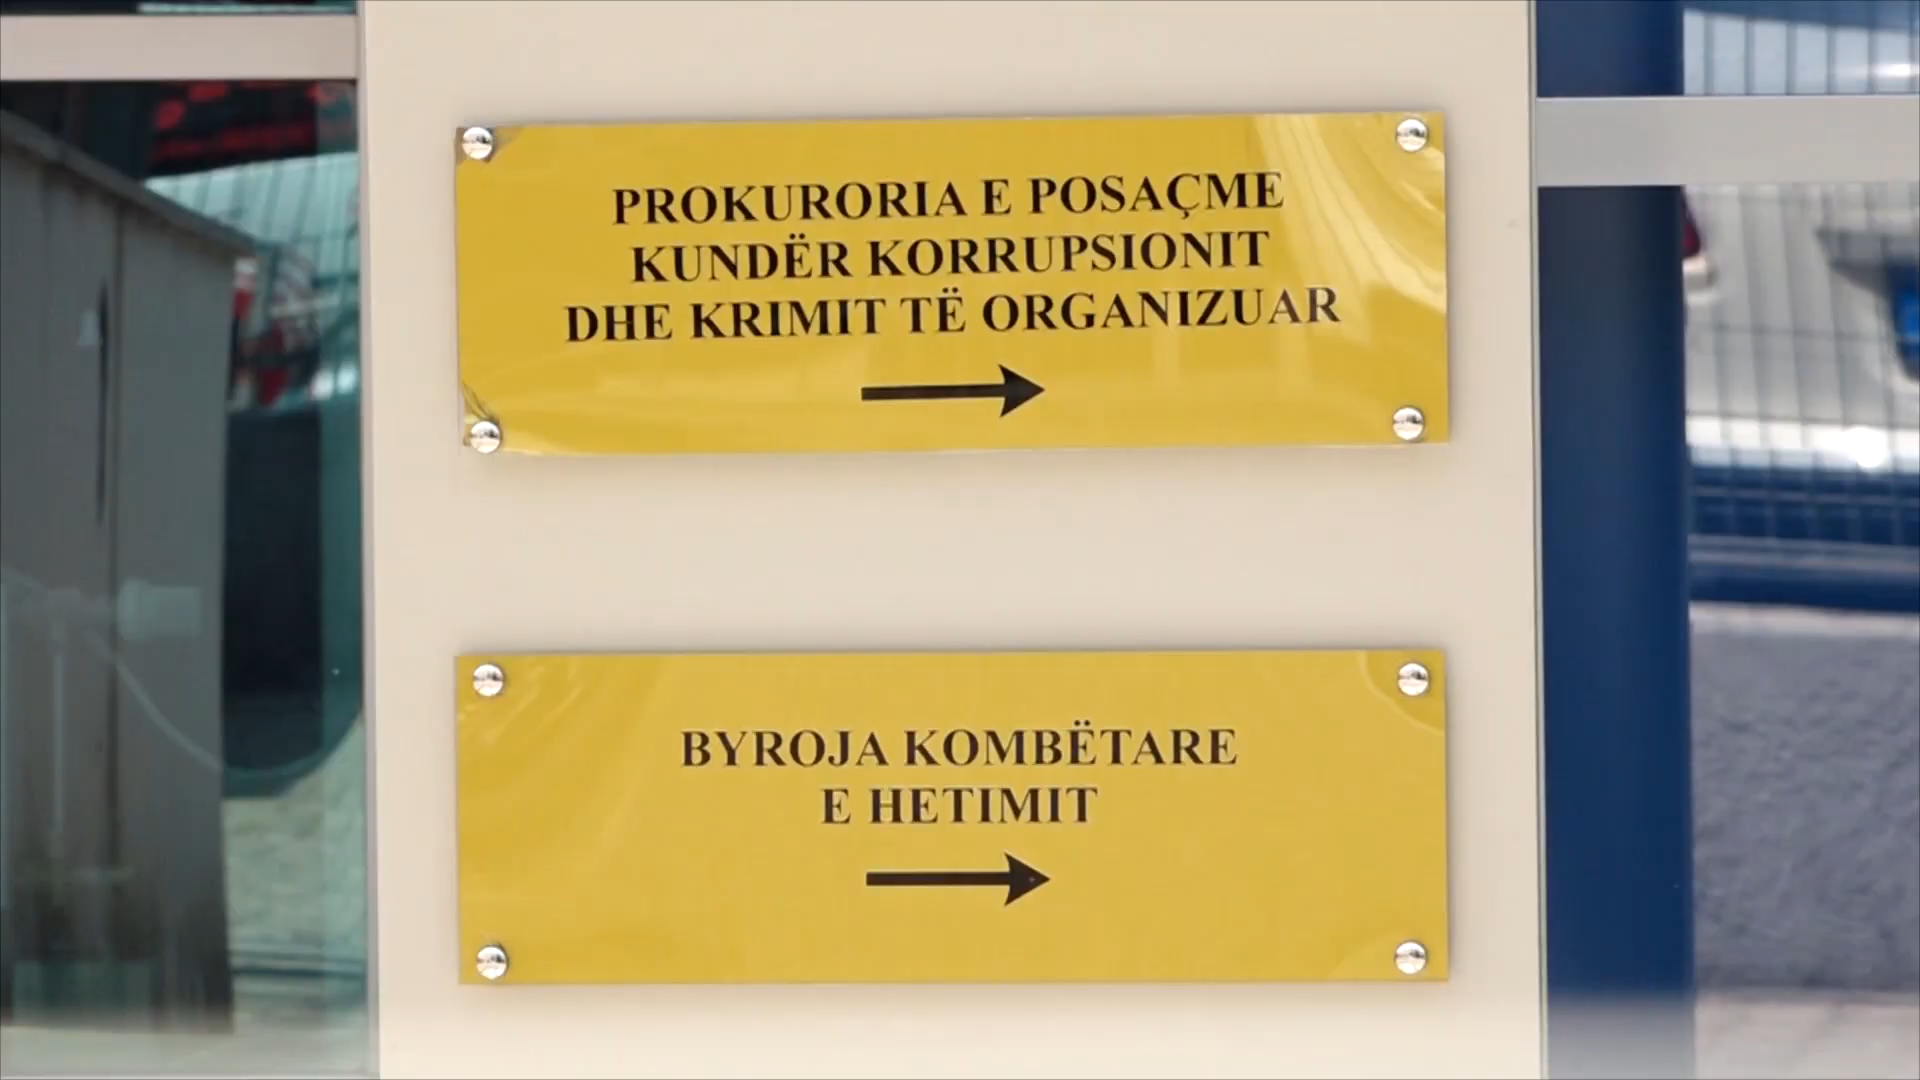 PROKURORIA E POSAÇME
KUNDËR KORRUPSIONIT
DHE KRIMIT TË ORGANIZUAR
BYROJA KOMBËTARE
E HETIMIT